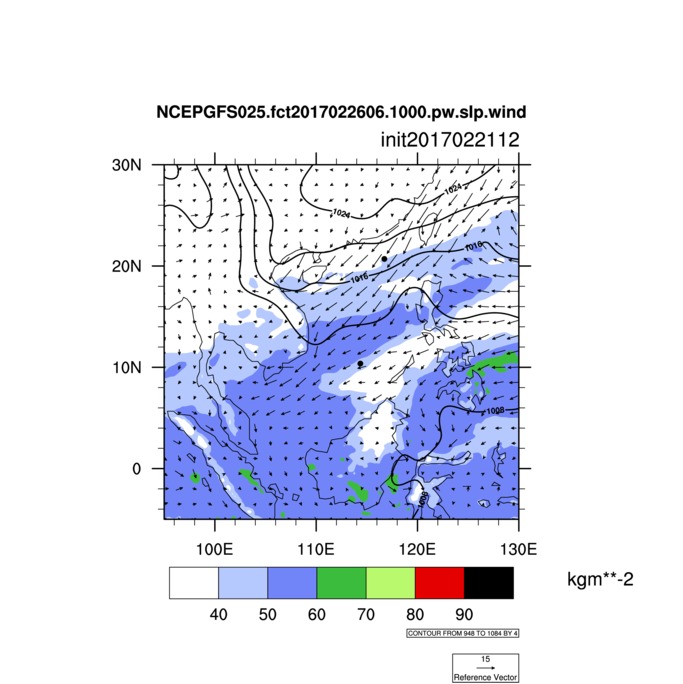 NCEPGFS025.fct2017022606.1000.pw.slp.wind
init2017022112
30N
20N
10N
0
1024
1024
1016
1016
1008
1008
100E 110E 120E 130E
40 50 60 70 80 90
kgm**-2
CONTOUR FROM 948 TO 1084 BY 4
15
Reference Vector